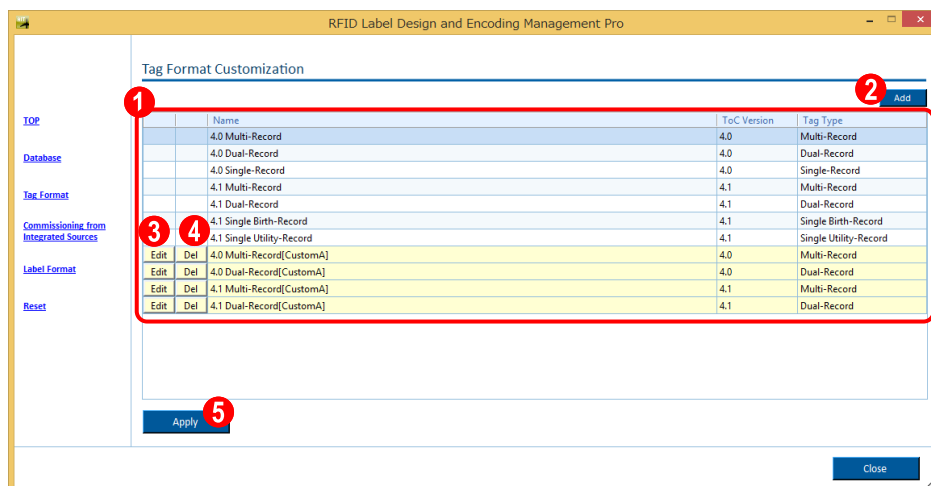 RFID Label Design and Encoding Management Pro
Tag Format Customization
2
Add
1
TOP
Database
Tag Format
Commissioning from
Integrated Sources
Label Format
Reset
Name ToC Version Tag Type
4.0 Multi-Record 4.0 Multi-Record
4.0 Dual-Record 4.0 Dual-Record
4.0 Single-Record 4.0 Single-Record
4.1 Multi-Record 4.1 Multi-Record
4.1 Dual-Record 4.1 Dual-Record
4.1 Single Birth-Record 4.1 Single Birth-Record
3 4
4.1 Single Utility-Record 4.1 Single Utility-Record
Edit Del 4.0 Multi-Record[CustomA] 4.0 Multi-Record
Edit Del 4.0 Dual-Record[CustomA] 4.0 Dual-Record
Edit Del 4.1 Multi-Record[CustomA] 4.1 Multi-Record
Edit Del 4.1 Dual-Record[CustomA] 4.1 Dual-Record
5
Apply
Close